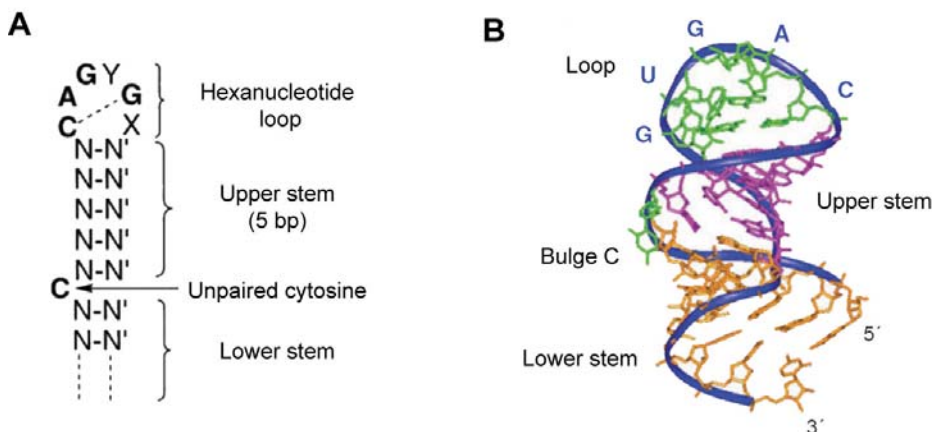 A
G Y
A G
C X
Hexanucleotide
loop
N-N'
N-N'
N-N'
N-N'
N-N'
Upper stem
(5 bp)
C
Unpaired cytosine
N-N'
N-N'
Lower stem
B
Loop
G A
U C
G
Upper stem
Bulge C
Lower stem
5´
3´